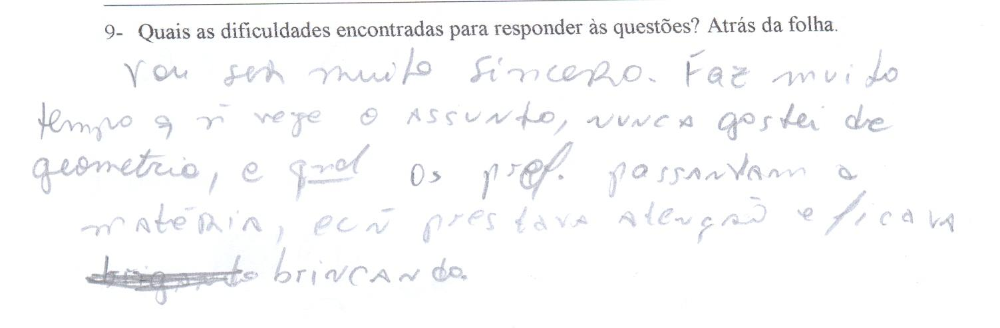 9- Quais as dificuldades encontradas para responder às questões? Atrás da folha.
Vou ser muito sincero. Faz muito
tempo q ñ veje o assunto, nunca gostei de
geometria, e qnd os prof. passavam a
matéria, eu ñ prestava atenção e ficava
brincando.